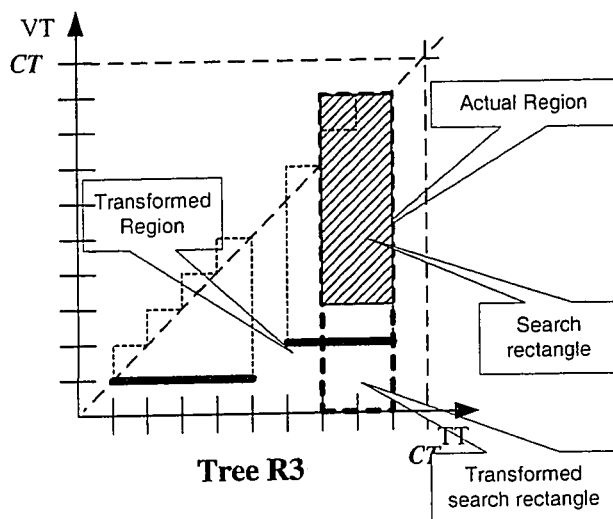 VT
CT
Actual Region
Transformed
Region
Search
rectangle
TT
CT
Tree R3
Transformed
search rectangle